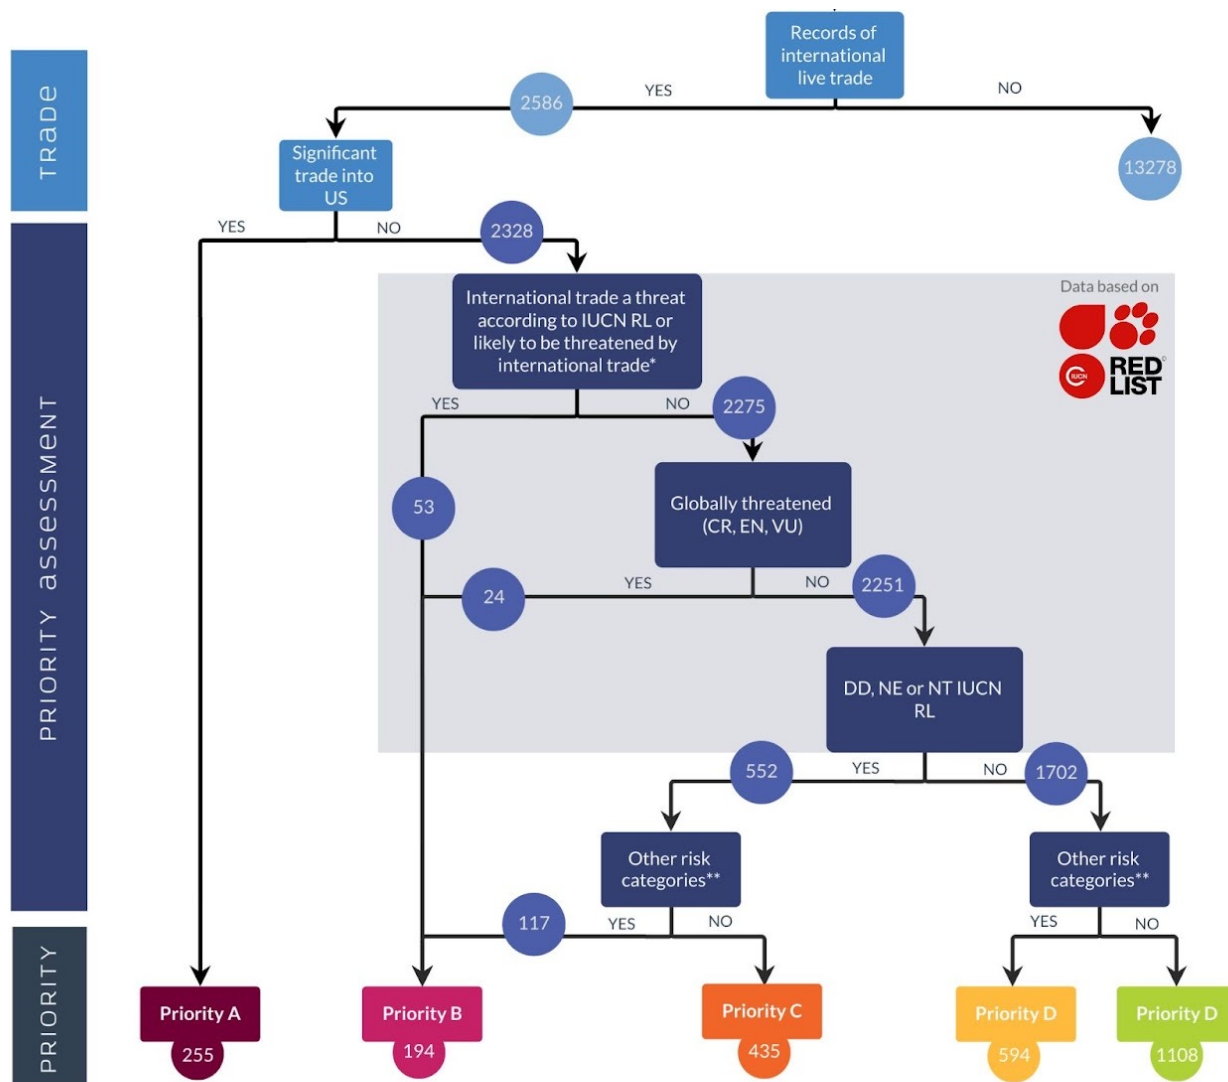 TRADE
Records of
international
live trade
YES
NO
2586
13278
Significant
trade into
US
PRIORITY ASSESSMENT
YES
NO
2328
International trade a threat
according to IUCN RL or
likely to be threatened by
international trade*
Data based on
IUCN
RED
LIST
YES
NO
2275
53
Globally threatened
(CR, EN, VU)
24
YES
NO
2251
DD, NE or NT IUCN
RL
552
YES
NO
1702
Other risk
categories**
Other risk
categories**
117
YES
NO
YES
NO
PRIORITY
Priority A
255
Priority B
194
Priority C
435
Priority D
594
Priority D
1108